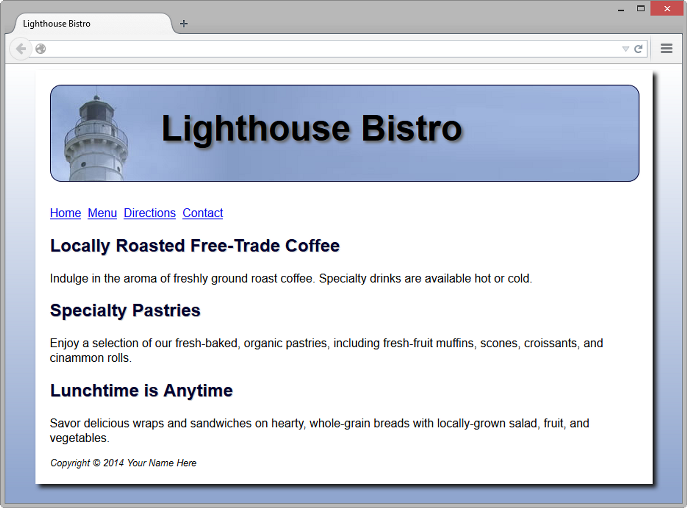 Lighthouse Bistro
Lighthouse Bistro
Home Menu Directions Contact
Locally Roasted Free-Trade Coffee
Indulge in the aroma of freshly ground roast coffee. Specialty drinks are available hot or cold.
Specialty Pastries
Enjoy a selection of our fresh-baked, organic pastries, including fresh-fruit muffins, scones, croissants, and
cinammon rolls.
Lunchtime is Anytime
Savor delicious wraps and sandwiches on hearty, whole-grain breads with locally-grown salad, fruit, and
vegetables.
Copyright © 2014 Your Name Here